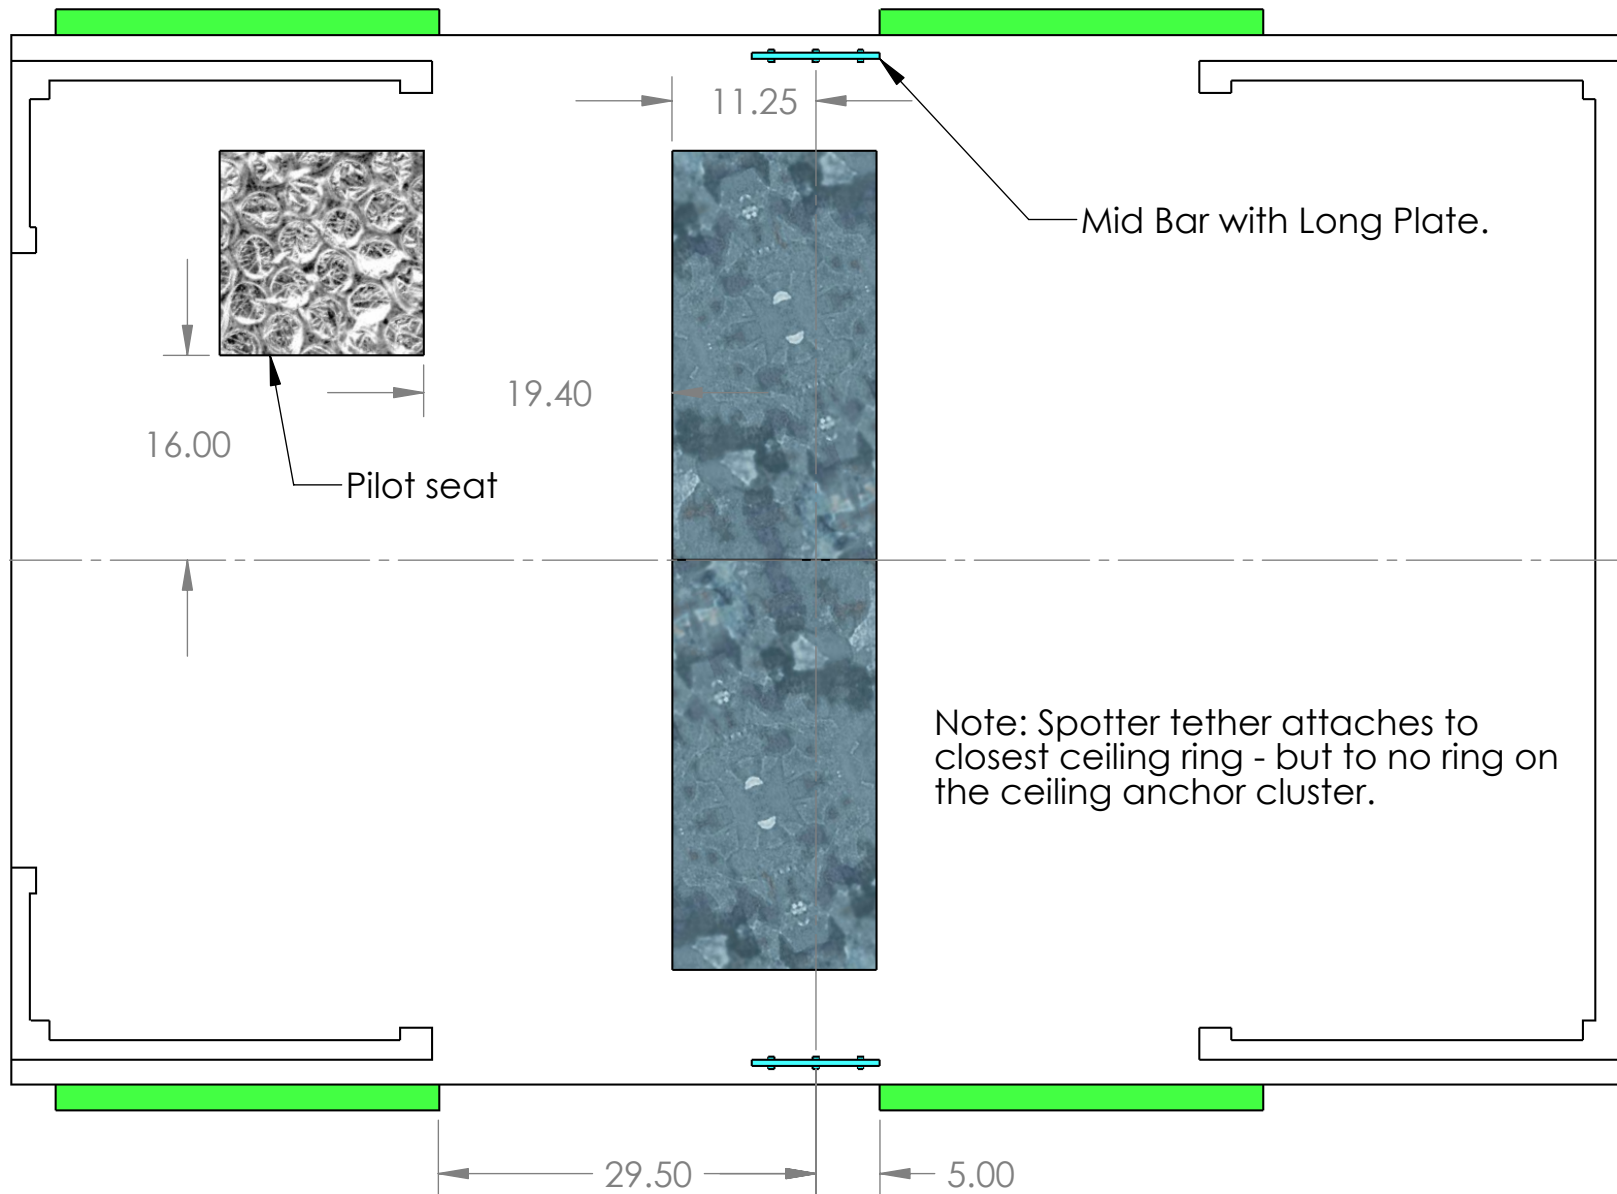 11.25
Mid Bar with Long Plate.
19.40
16.00
Pilot seat
Note: Spotter tether attaches to
closest ceiling ring - but to no ring on
the ceiling anchor cluster.
29.50
5.00